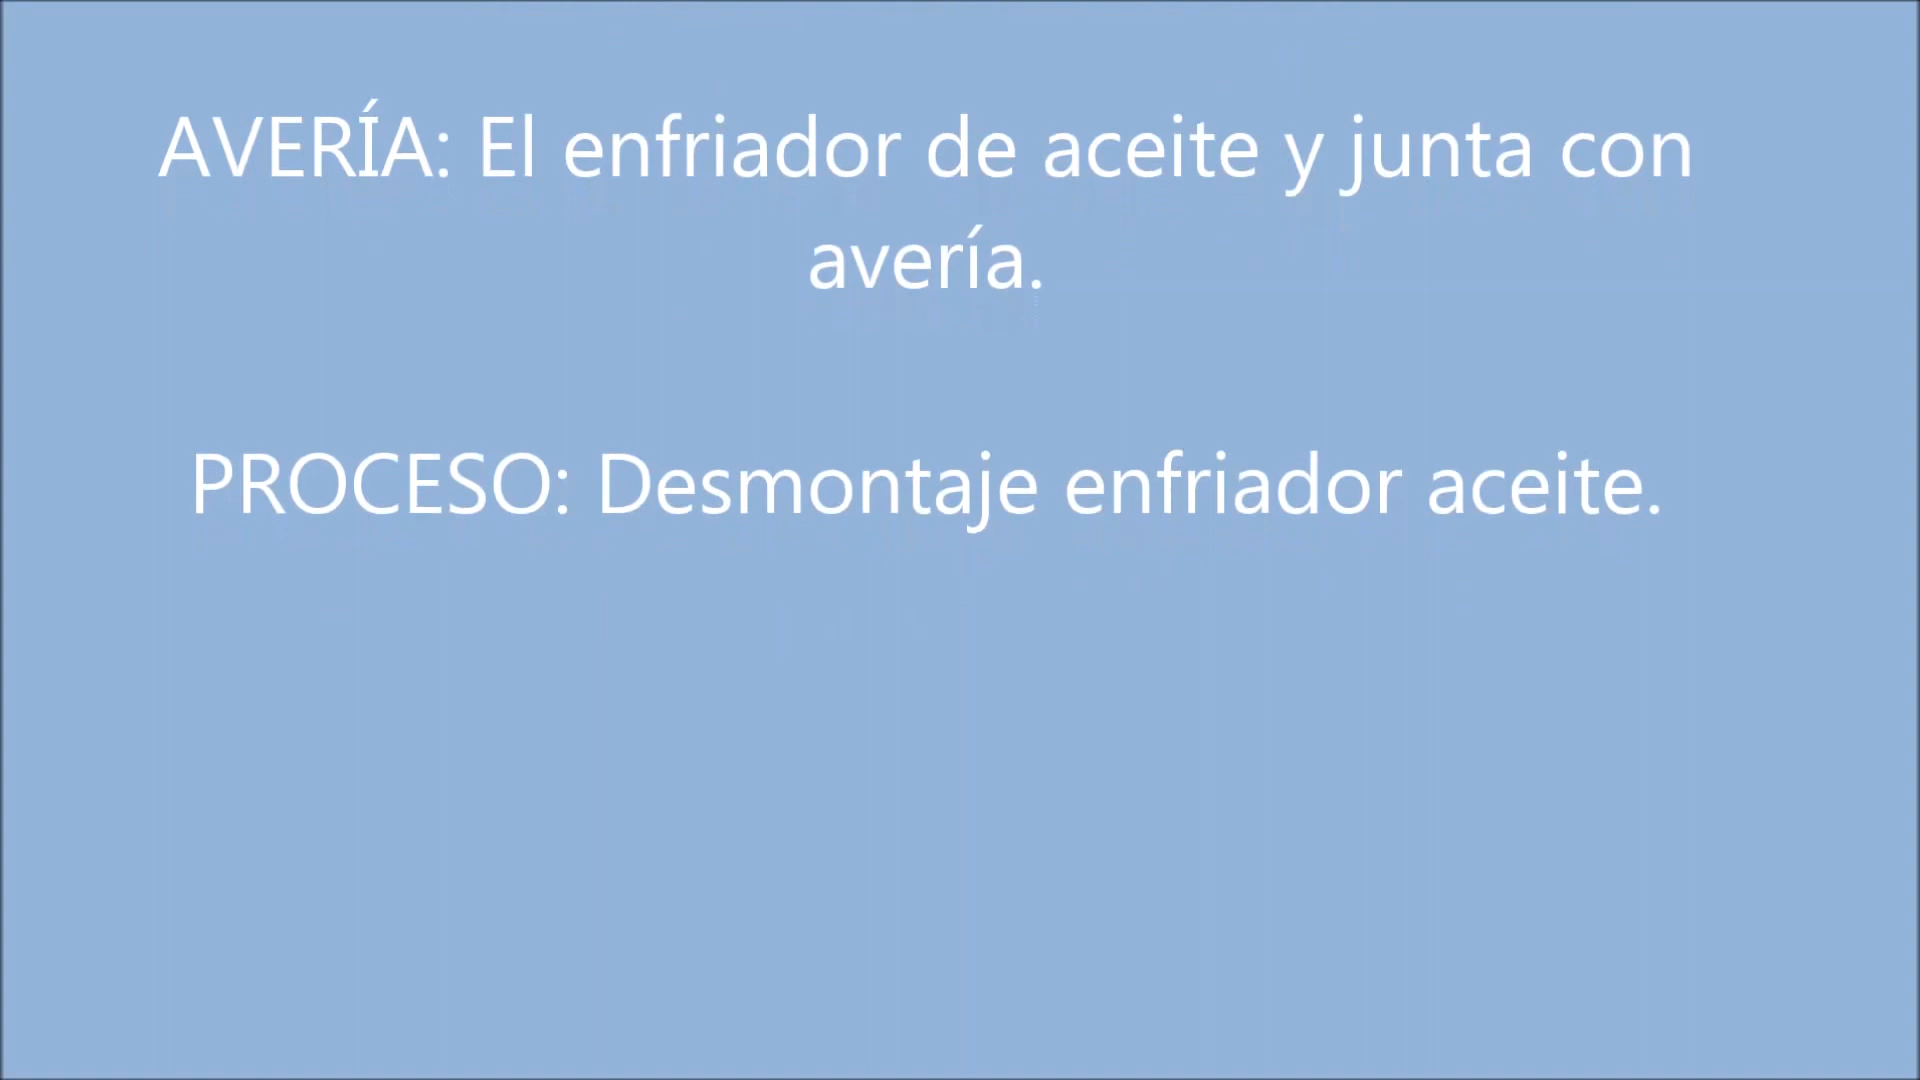 AVERÍA: El enfriador de aceite y junta con
avería.
PROCESO: Desmontaje enfriador aceite.